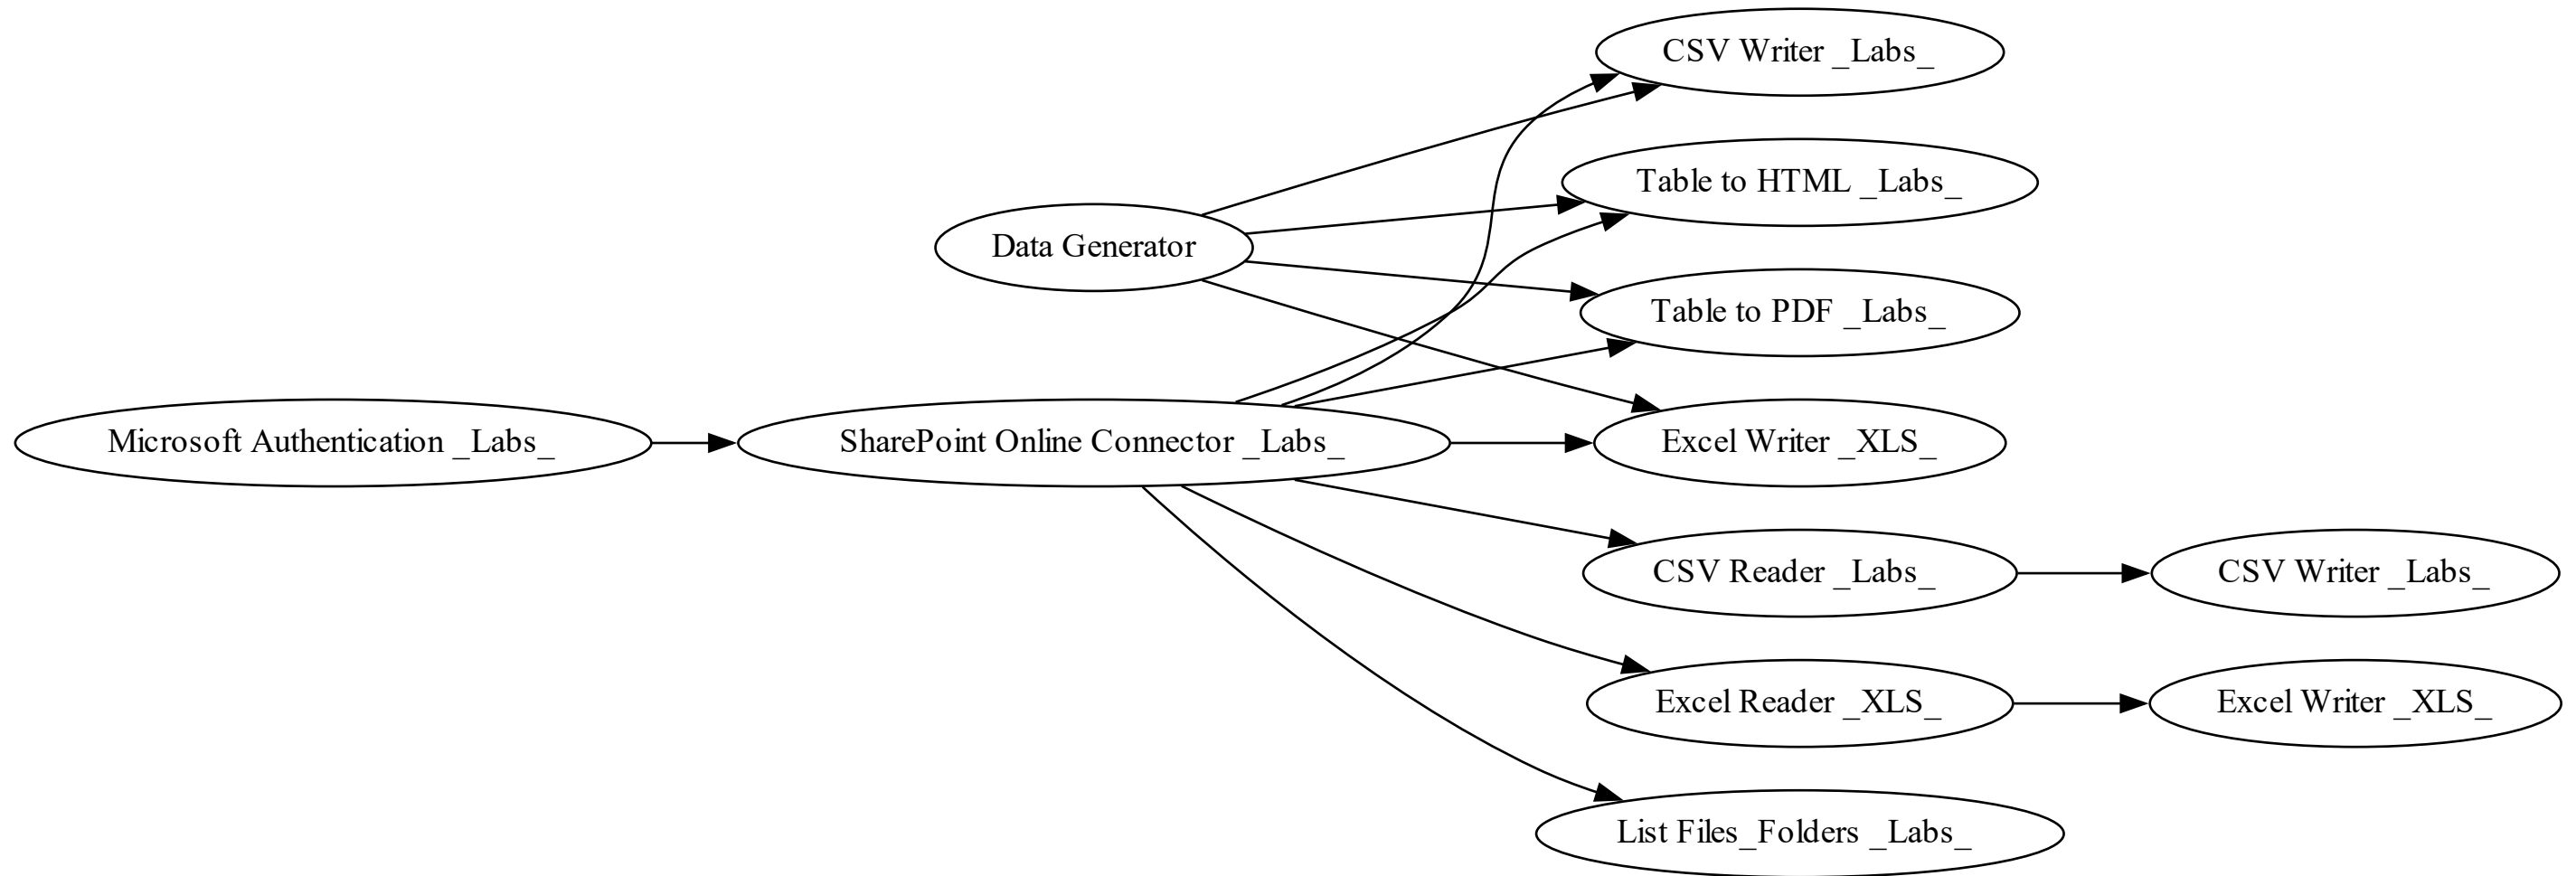 CSV Writer _Labs_
Table to HTML _Labs_
Data Generator
Table to PDF _Labs_
Microsoft Authentication _Labs_
SharePoint Online Connector _Labs_
Excel Writer _XLS_
CSV Reader _Labs_
CSV Writer _Labs_
Excel Reader _XLS_
Excel Writer _XLS_
List Files_Folders _Labs_